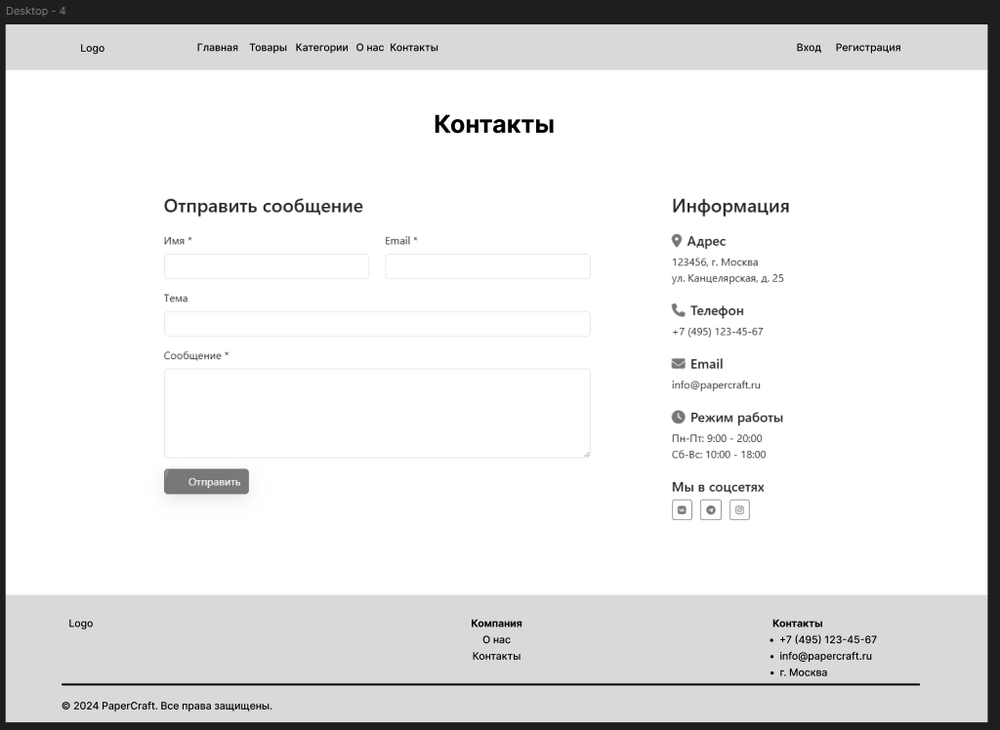 Desktop - 4
Logo Главная Товары Категории О нас Контакты Вход Регистрация
Контакты
Отправить сообщение
Имя * Email *
Тема
Сообщение *
Отправить
Информация
Адрес
123456, г. Москва
ул. Канцелярская, д. 25
Телефон
+7 (495) 123-45-67
Email
info@papercraft.ru
Режим работы
Пн-Пт: 9:00 - 20:00
Сб-Вс: 10:00 - 18:00
Мы в соцсетях
Logo
Компания
О нас
Контакты
Контакты
• +7 (495) 123-45-67
• info@papercraft.ru
• г. Москва
© 2024 PaperCraft. Все права защищены.